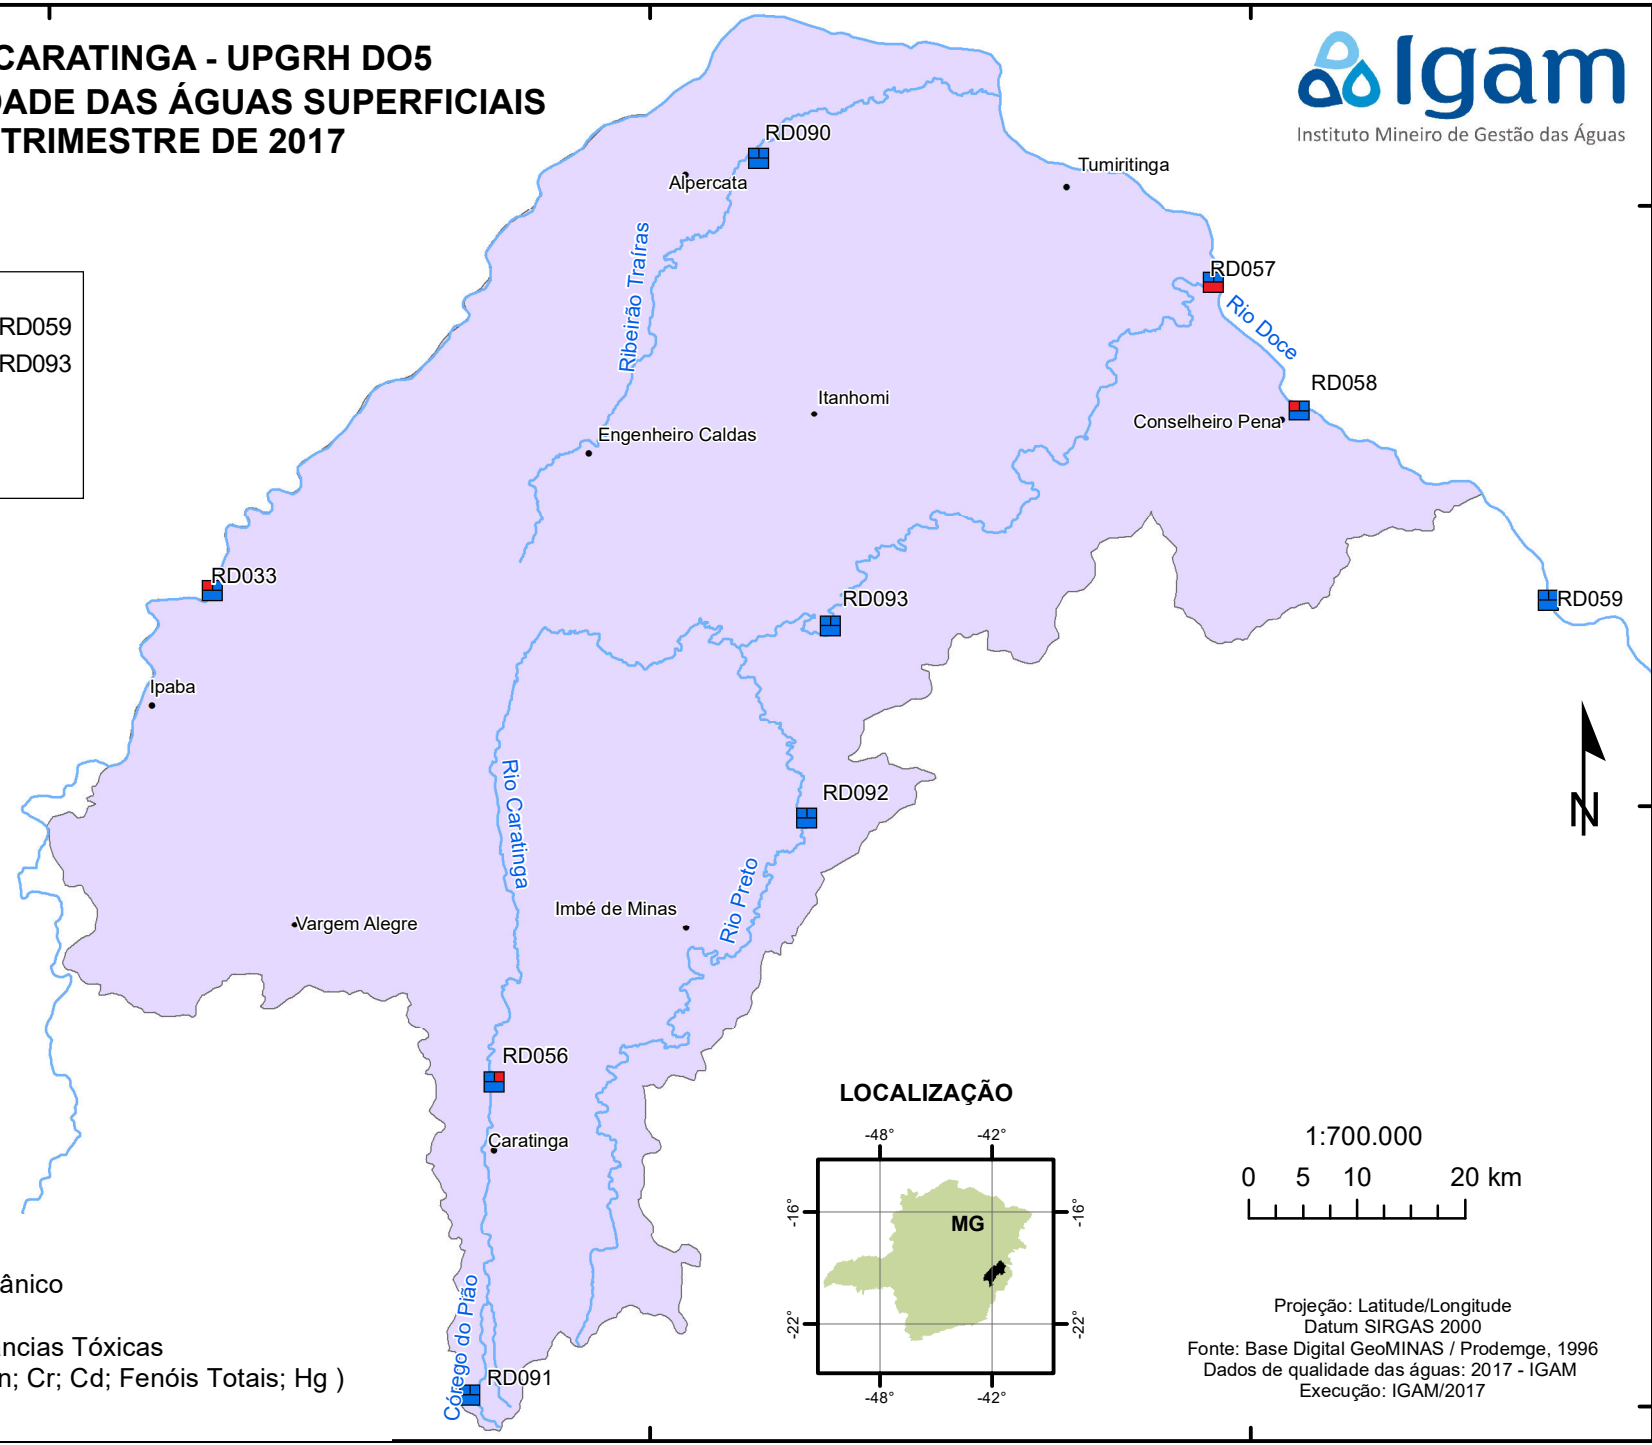 CARATINGA - UPGRH DO5
DADE DAS ÁGUAS SUPERFICIAIS
TRIMESTRE DE 2017
Igam
Instituto Mineiro de Gestão das Águas
RD059
RD093
RD090
Alpercata
Tumiritinga
Ribeirão Traíras
RD057
Rio Doce
RD058
Conselheiro Pena
Itanhomi
Engenheiro Caldas
RD033
RD093
RD059
Ipaba
Rio Caratinga
RD092
Rio Preto
Imbé de Minas
Vargem Alegre
N
RD056
Caratinga
Córego do Pião
RD091
LOCALIZAÇÃO
-48° -42°
-16° -16°
MG
-22° -22°
-48° -42°
1:700.000
0 5 10 20 km
Projeção: Latitude/Longitude
Datum SIRGAS 2000
Fonte: Base Digital GeoMINAS / Prodemge, 1996
Dados de qualidade das águas: 2017 - IGAM
Execução: IGAM/2017
ânico
ncias Tóxicas
n; Cr; Cd; Fenóis Totais; Hg )